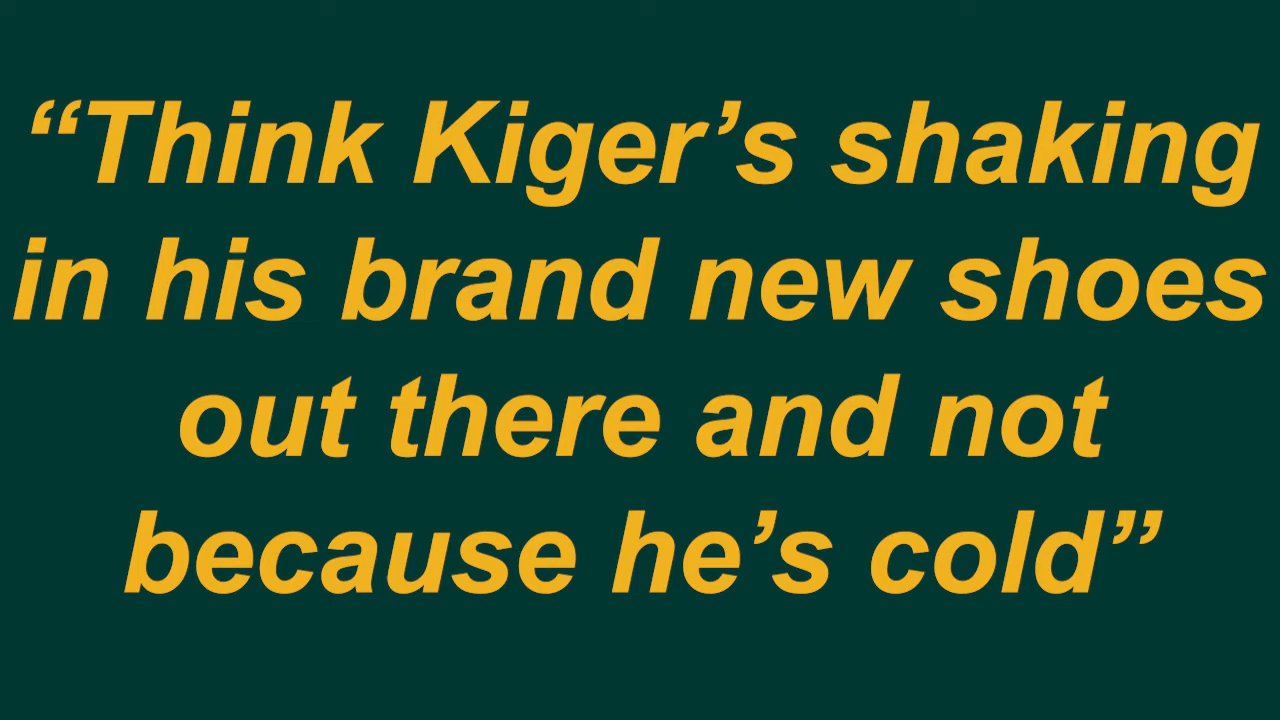 “Think Kiger’s shaking
in his brand new shoes
out there and not
because he’s cold”